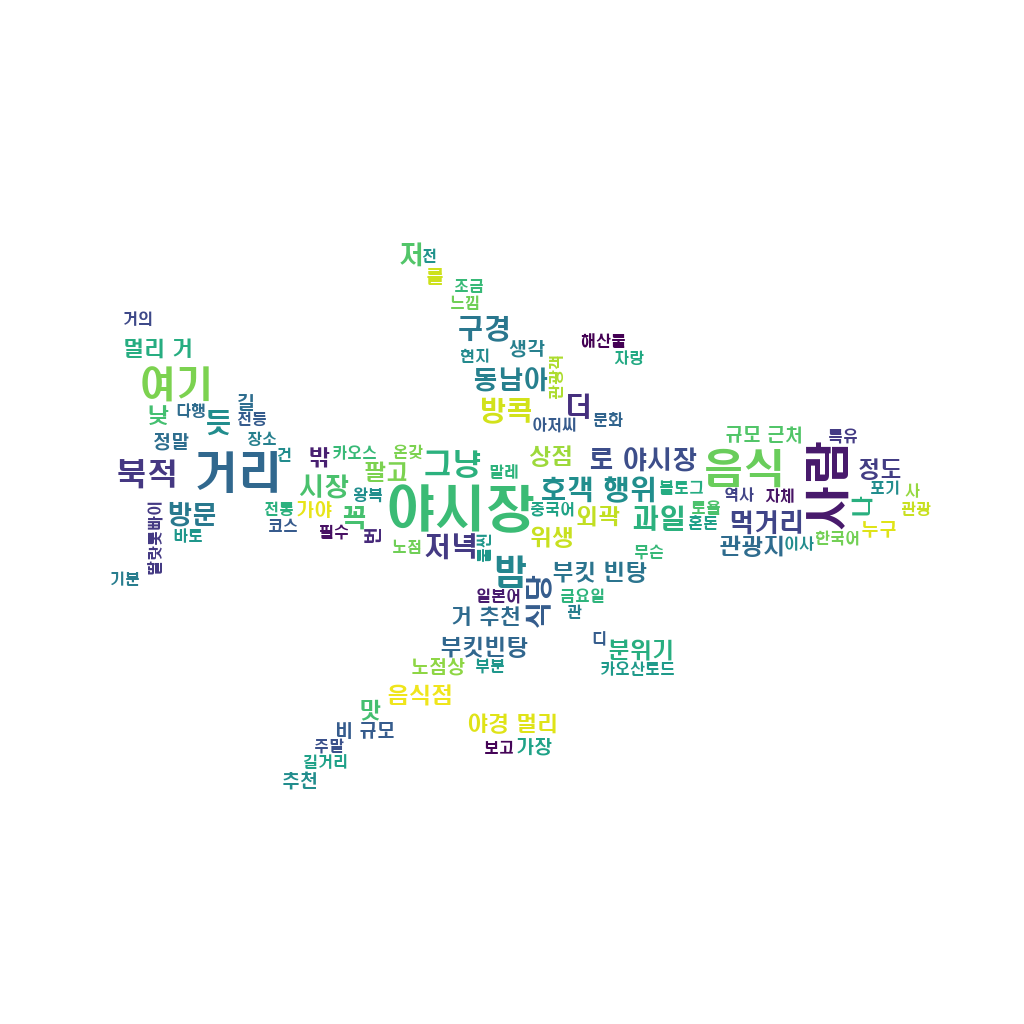 저
전
를
조금
느낌
거의
구경
해산물
멀리 거
현지
생각
자랑
여기
동남아
관광객
길
방콕
더
낮
다행
듯
전등
아저씨
문화
정말
장소
규모 근처
특유
건
밖
카오스
온갖
그냥
상점
로 야시장
음식
사람
정도
북적
거리
시장
팔고
말레
호객 행위
블로그
역사
자체
포기
사
방문
전통
가야
왕복
꼭
야시장
중국어
외곽
과일
토욜
혼돈
먹거리
나
관광
바토
코스
필수
번
저녁
훨씬
위생
관광지
이사
한국어
누구
빠통비치
노점
밤
무슨
기분
부킷 빈탕
일본어
식당
금요일
거 추천
관
부킷빈탕
디
분위기
노점상
부분
카오산로드
음식점
맛
야경 멀리
비 규모
주말
보고
가장
길거리
추천